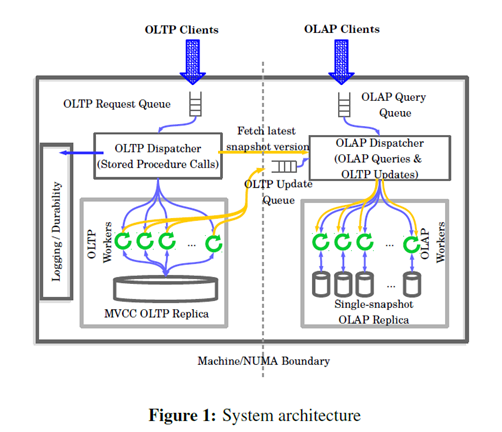 OLTP Clients
OLAP Clients
OLTP Request Queue
OLAP Query
Queue
OLTP Dispatcher
(Stored Procedure Calls)
Fetch latest
snapshot version
OLAP Dispatcher
(OLAP Queries &
OLTP Updates)
OLTP Update
Queue
Logging/ Durability
OLTP
Workers
...
MVCC OLTP Replica
...
OLAP
Workers
Single-snapshot
OLAP Replica
Machine/NUMA Boundary
Figure 1: System architecture